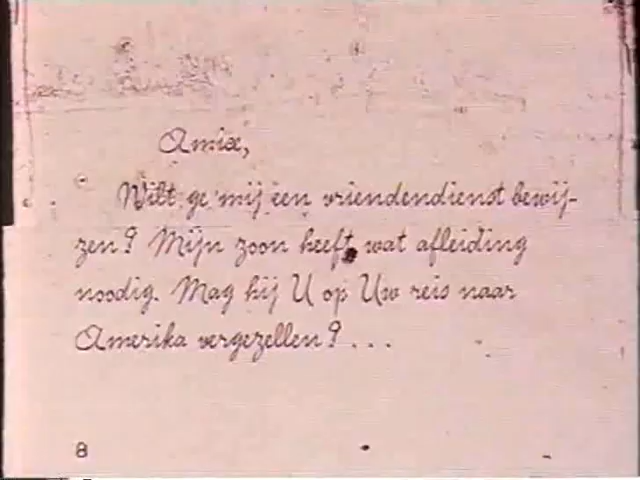 Amice,
Wilt ge mij een vriendendienst bewij-
zen? Mijn zoon heeft wat afleiding
noodig. Mag hij U op Uw reis naar
Amerika vergezellen? ...
8